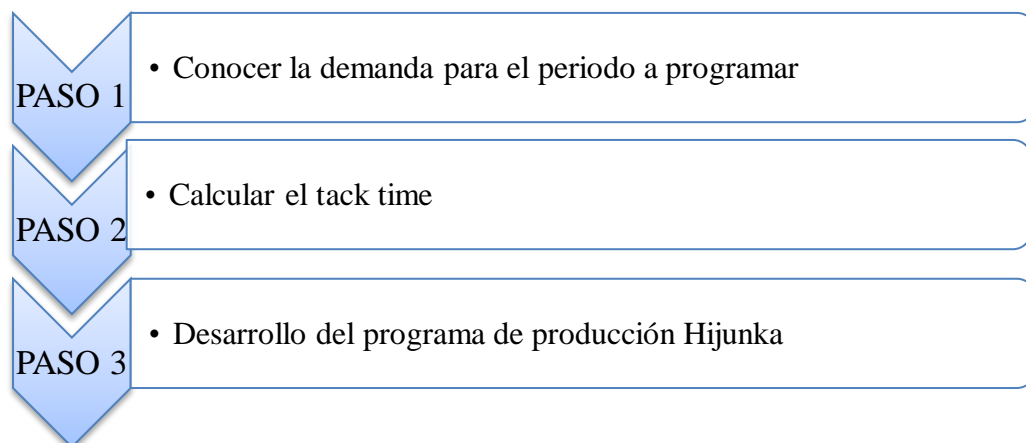 PASO 1
• Conocer la demanda para el periodo a programar
PASO 2
• Calcular el tack time
PASO 3
• Desarrollo del programa de producción Hijunka